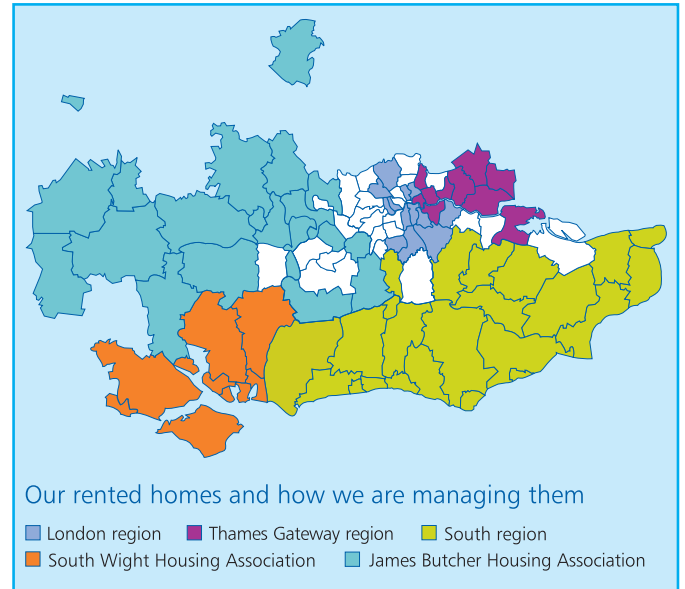 Our rented homes and how we are managing them
London region Thames Gateway region South region
South Wight Housing Association James Butcher Housing Association